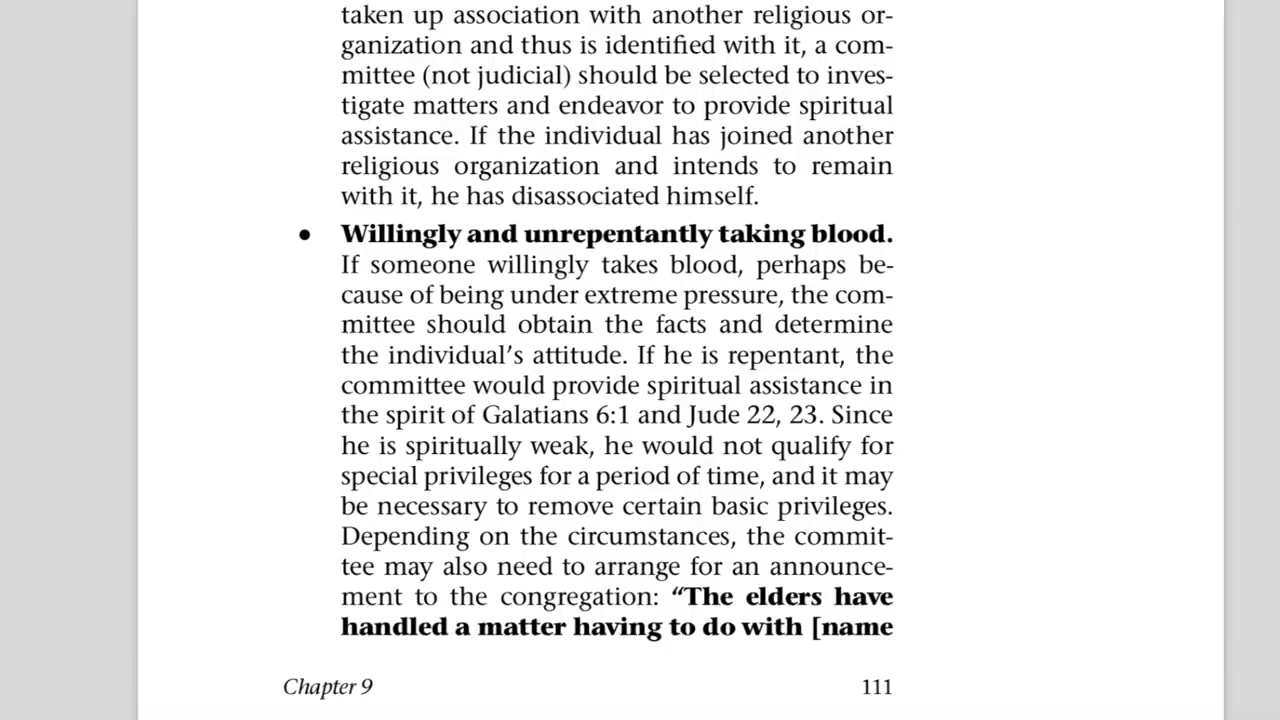 taken up association with another religious or-
ganization and thus is identified with it, a com-
mittee (not judicial) should be selected to inves-
tigate matters and endeavor to provide spiritual
assistance. If the individual has joined another
religious organization and intends to remain
with it, he has disassociated himself.
● Willingly and unrepentantly taking blood.
If someone willingly takes blood, perhaps be-
cause of being under extreme pressure, the com-
mittee should obtain the facts and determine
the individual's attitude. If he is repentant, the
committee would provide spiritual assistance in
the spirit of Galatians 6:1 and Jude 22, 23. Since
he is spiritually weak, he would not qualify for
special privileges for a period of time, and it may
be necessary to remove certain basic privileges.
Depending on the circumstances, the commit-
tee may also need to arrange for an announce-
ment to the congregation: “The elders have
handled a matter having to do with [name
Chapter 9 111